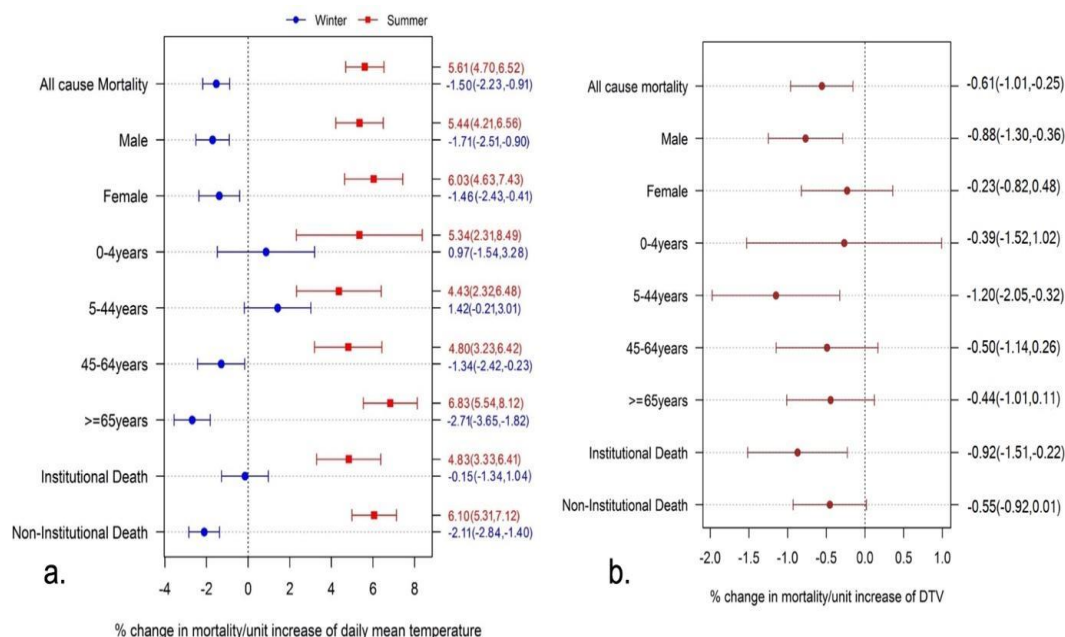 Winter Summer
All cause Mortality
5.61(4.70,6.52)
-1.50(-2.23,-0.91)
Male
5.44(4.21,6.56)
-1.71(-2.51,-0.90)
Female
6.03(4.63,7.43)
-1.46(-2.43,-0.41)
0-4years
5.34(2.31,8.49)
0.97(-1.54,3.28)
5-44years
4.43(2.32,6.48)
1.42(-0.21,3.01)
45-64years
4.80(3.23,6.42)
-1.34(-2.42,-0.23)
>=65years
6.83(5.54,8.12)
-2.71(-3.65,-1.82)
Institutional Death
4.83(3.33,6.41)
-0.15(-1.34,1.04)
Non-Institutional Death
6.10(5.31,7.12)
-2.11(-2.84,-1.40)
-4 -2 0 2 4 6 8
a.
% change in mortality/unit increase of daily mean temperature
All cause mortality -0.61(-1.01,-0.25)
Male -0.88(-1.30,-0.36)
Female -0.23(-0.82,0.48)
0-4years -0.39(-1.52,1.02)
5-44years -1.20(-2.05,-0.32)
45-64years -0.50(-1.14,0.26)
>=65years -0.44(-1.01,0.11)
Institutional Death -0.92(-1.51,-0.22)
Non-Institutional Death -0.55(-0.92,0.01)
-2.0 -1.5 -1.0 -0.5 0.0 0.5 1.0
b.
% change in mortality/unit increase of DTV